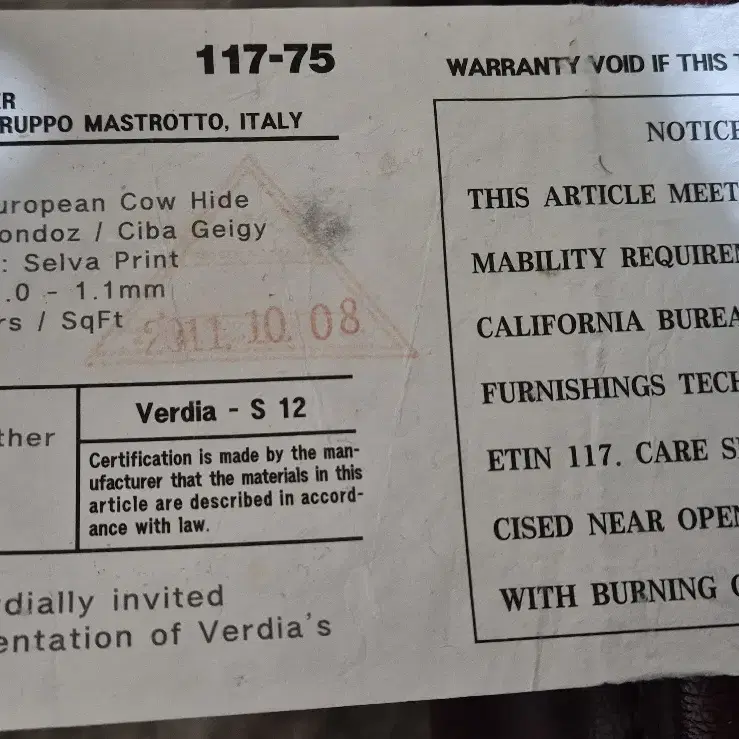 117-75
ER
RUPPO MASTROTTO, ITALY
uropean Cow Hide
ondoz / Ciba Geigy
: Selva Print
.0 - 1.1mm
rs / SqFt
2011. 10. 08
ther
Verdia - S 12
Certification is made by the man-
ufacturer that the materials in this
article are described in accord-
ance with law.
dially invited
entation of Verdia's
WARRANTY VOID IF THIS T
NOTICE
THIS ARTICLE MEET
MABILITY REQUIREM
CALIFORNIA BUREA
FURNISHINGS TECH
ETIN 117. CARE S
CISED NEAR OPEN
WITH BURNING C